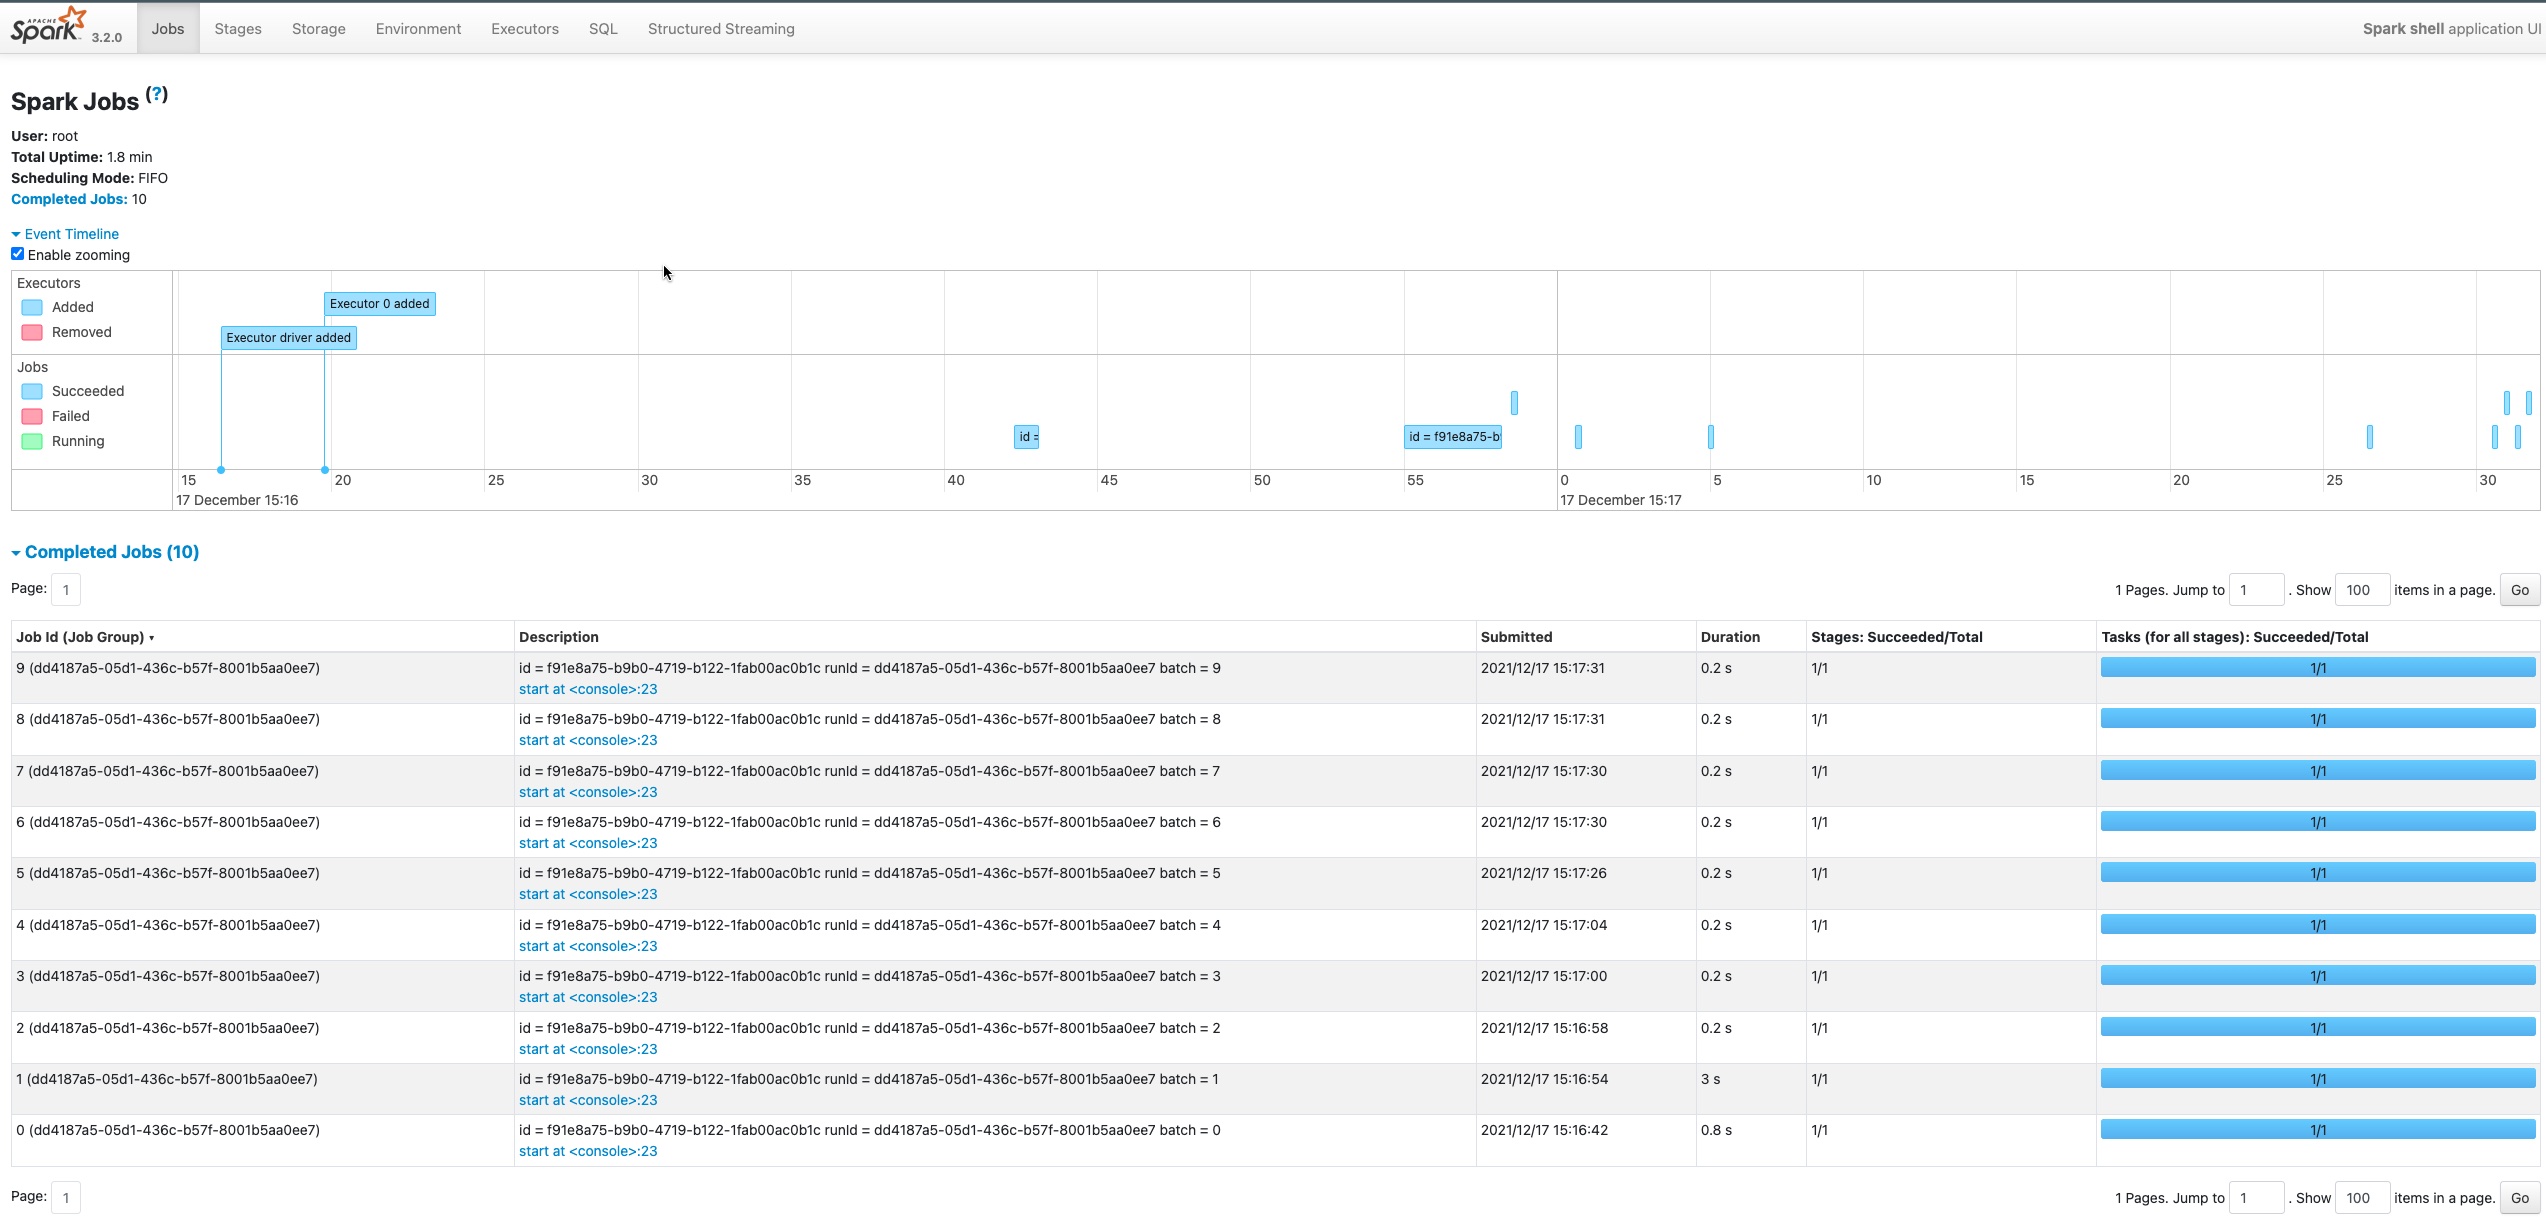 APACHE
Spark 3.2.0 Jobs Stages Storage Environment Executors SQL Structured Streaming Spark shell application UI
Spark Jobs (?)
User: root
Total Uptime: 1.8 min
Scheduling Mode: FIFO
Completed Jobs: 10
Event Timeline
Enable zooming
Executors
Added
Removed
Executor 0 added
Executor driver added
Jobs
Succeeded
Failed
Running
id =
id = f91e8a75-b
15 20 25 30 35 40 45 50 55 0 5 10 15 20 25 30
17 December 15:16 17 December 15:17
Completed Jobs (10)
Page: 1 1 Pages. Jump to 1 . Show 100 items in a page. Go
Job Id (Job Group) ▾ Description Submitted Duration Stages: Succeeded/Total Tasks (for all stages): Succeeded/Total
9 (dd4187a5-05d1-436c-b57f-8001b5aa0ee7) id = f91e8a75-b9b0-4719-b122-1fab00ac0b1c runId = dd4187a5-05d1-436c-b57f-8001b5aa0ee7 batch = 9 2021/12/17 15:17:31 0.2 s 1/1 1/1
start at <console>:23
8 (dd4187a5-05d1-436c-b57f-8001b5aa0ee7) id = f91e8a75-b9b0-4719-b122-1fab00ac0b1c runId = dd4187a5-05d1-436c-b57f-8001b5aa0ee7 batch = 8 2021/12/17 15:17:31 0.2 s 1/1 1/1
start at <console>:23
7 (dd4187a5-05d1-436c-b57f-8001b5aa0ee7) id = f91e8a75-b9b0-4719-b122-1fab00ac0b1c runId = dd4187a5-05d1-436c-b57f-8001b5aa0ee7 batch = 7 2021/12/17 15:17:30 0.2 s 1/1 1/1
start at <console>:23
6 (dd4187a5-05d1-436c-b57f-8001b5aa0ee7) id = f91e8a75-b9b0-4719-b122-1fab00ac0b1c runId = dd4187a5-05d1-436c-b57f-8001b5aa0ee7 batch = 6 2021/12/17 15:17:30 0.2 s 1/1 1/1
start at <console>:23
5 (dd4187a5-05d1-436c-b57f-8001b5aa0ee7) id = f91e8a75-b9b0-4719-b122-1fab00ac0b1c runId = dd4187a5-05d1-436c-b57f-8001b5aa0ee7 batch = 5 2021/12/17 15:17:26 0.2 s 1/1 1/1
start at <console>:23
4 (dd4187a5-05d1-436c-b57f-8001b5aa0ee7) id = f91e8a75-b9b0-4719-b122-1fab00ac0b1c runId = dd4187a5-05d1-436c-b57f-8001b5aa0ee7 batch = 4 2021/12/17 15:17:04 0.2 s 1/1 1/1
start at <console>:23
3 (dd4187a5-05d1-436c-b57f-8001b5aa0ee7) id = f91e8a75-b9b0-4719-b122-1fab00ac0b1c runId = dd4187a5-05d1-436c-b57f-8001b5aa0ee7 batch = 3 2021/12/17 15:17:00 0.2 s 1/1 1/1
start at <console>:23
2 (dd4187a5-05d1-436c-b57f-8001b5aa0ee7) id = f91e8a75-b9b0-4719-b122-1fab00ac0b1c runId = dd4187a5-05d1-436c-b57f-8001b5aa0ee7 batch = 2 2021/12/17 15:16:58 0.2 s 1/1 1/1
start at <console>:23
1 (dd4187a5-05d1-436c-b57f-8001b5aa0ee7) id = f91e8a75-b9b0-4719-b122-1fab00ac0b1c runId = dd4187a5-05d1-436c-b57f-8001b5aa0ee7 batch = 1 2021/12/17 15:16:54 3 s 1/1 1/1
start at <console>:23
0 (dd4187a5-05d1-436c-b57f-8001b5aa0ee7) id = f91e8a75-b9b0-4719-b122-1fab00ac0b1c runId = dd4187a5-05d1-436c-b57f-8001b5aa0ee7 batch = 0 2021/12/17 15:16:42 0.8 s 1/1 1/1
start at <console>:23
Page: 1 1 Pages. Jump to 1 . Show 100 items in a page. Go